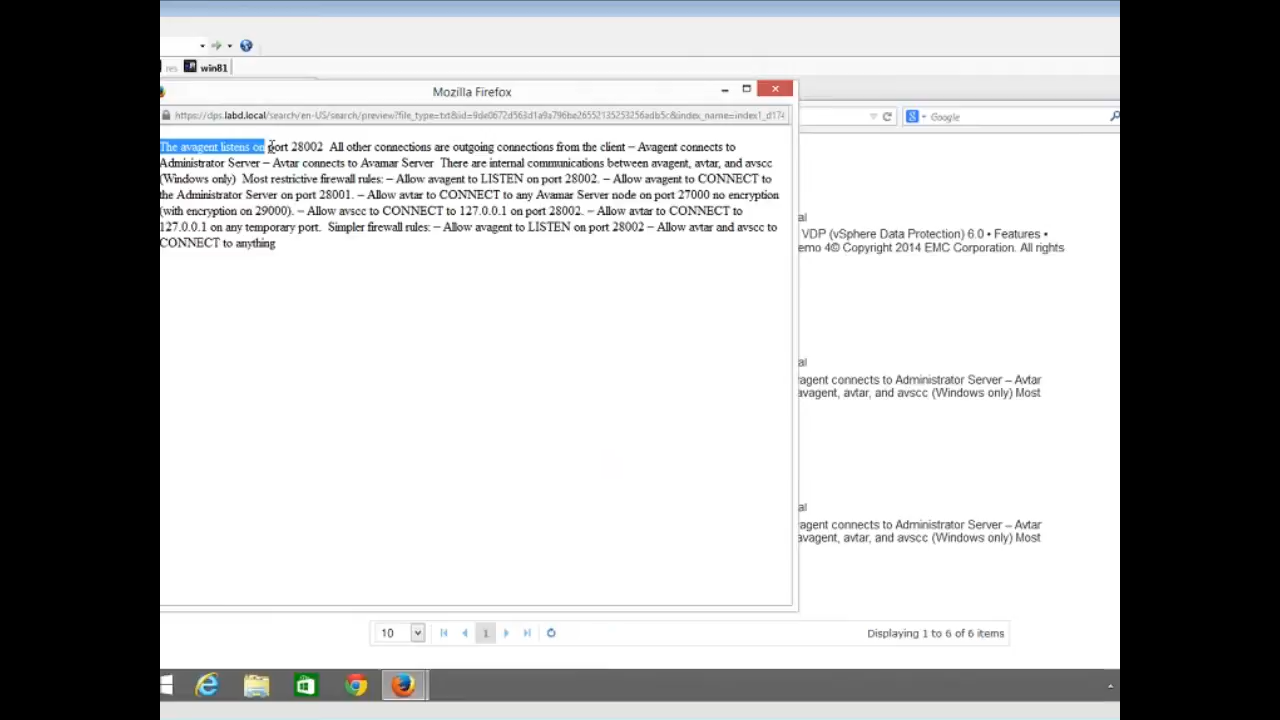 res win81
Mozilla Firefox
https://dps.labd.local/search/en-US/search/preview?file_type=txt&id=9de0672d563d1a9a796be26552135253256adb5c&index_name=index1_d174
Google
The avagent listens on port 28002 All other connections are outgoing connections from the client – Avagent connects to
Administrator Server – Avtar connects to Avamar Server There are internal communications between avagent, avtar, and avscc
(Windows only) Most restrictive firewall rules: – Allow avagent to LISTEN on port 28002. – Allow avagent to CONNECT to
the Administrator Server on port 28001. – Allow avtar to CONNECT to any Avamar Server node on port 27000 no encryption
(with encryption on 29000). – Allow avscc to CONNECT to 127.0.0.1 on port 28002. – Allow avtar to CONNECT to
127.0.0.1 on any temporary port. Simpler firewall rules: – Allow avagent to LISTEN on port 28002 – Allow avtar and avscc to
CONNECT to anything
al
VDP (vSphere Data Protection) 6.0 • Features •
emo 4© Copyright 2014 EMC Corporation. All rights
al
agent connects to Administrator Server – Avtar
avagent, avtar, and avscc (Windows only) Most
al
agent connects to Administrator Server – Avtar
avagent, avtar, and avscc (Windows only) Most
10
1
Displaying 1 to 6 of 6 items